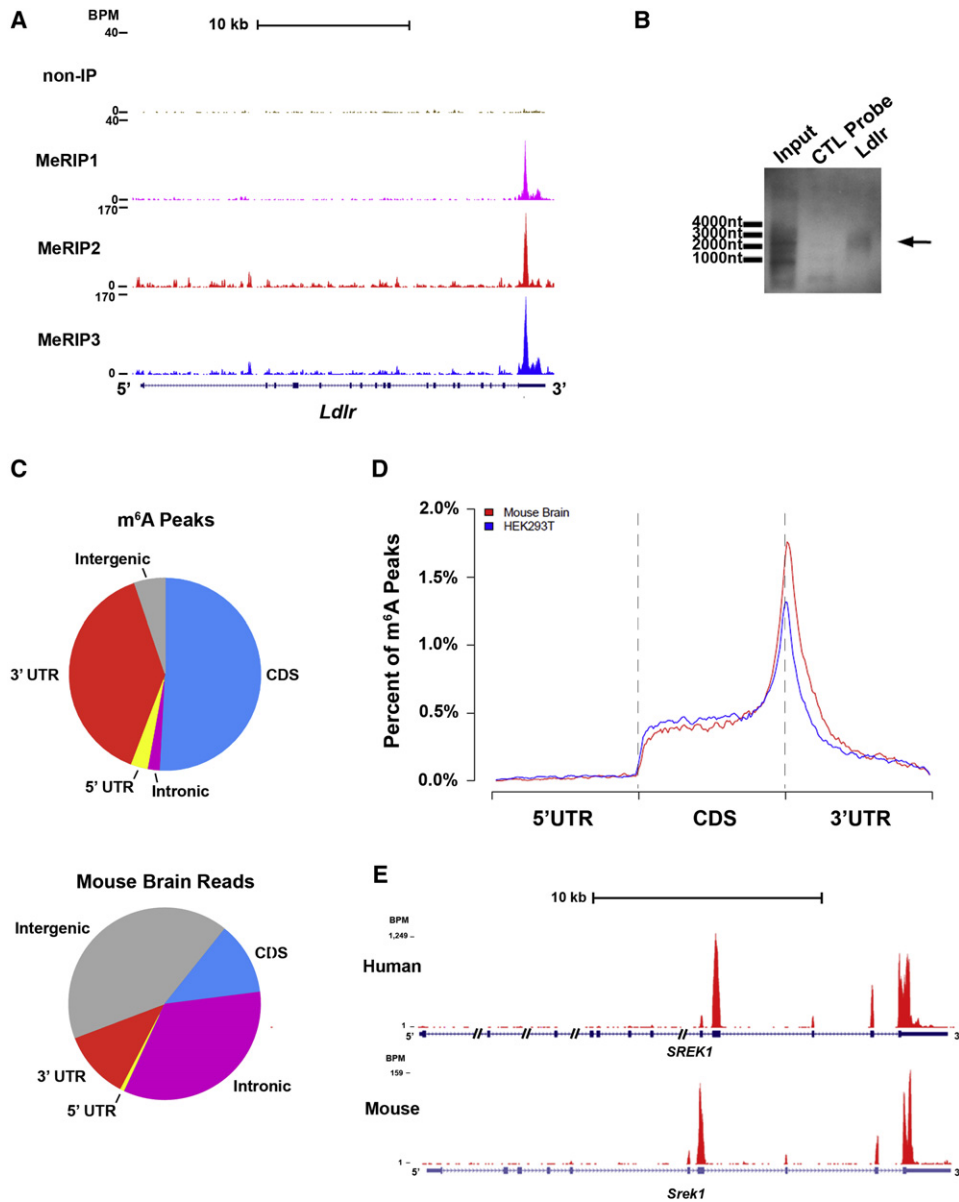 A
BPM
10 kb
40
non-IP
0
40
MeRIP1
0
170
MeRIP2
0
170
MeRIP3
0
5'
3'
Ldlr
B
Input
CTL Probe
Ldlr
4000nt
3000nt
2000nt
1000nt
C
m⁶A Peaks
Intergenic
3' UTR
CDS
5' UTR
Intronic
Mouse Brain Reads
Intergenic
CDS
3' UTR
5' UTR
Intronic
D
Mouse Brain
HEK293T
Percent of m⁶A Peaks
2.0%
1.5%
1.0%
0.5%
0.0%
5'UTR
CDS
3'UTR
E
10 kb
BPM
1,249
Human
1
5'
3'
SREK1
BPM
159
Mouse
1
5'
3'
Srek1